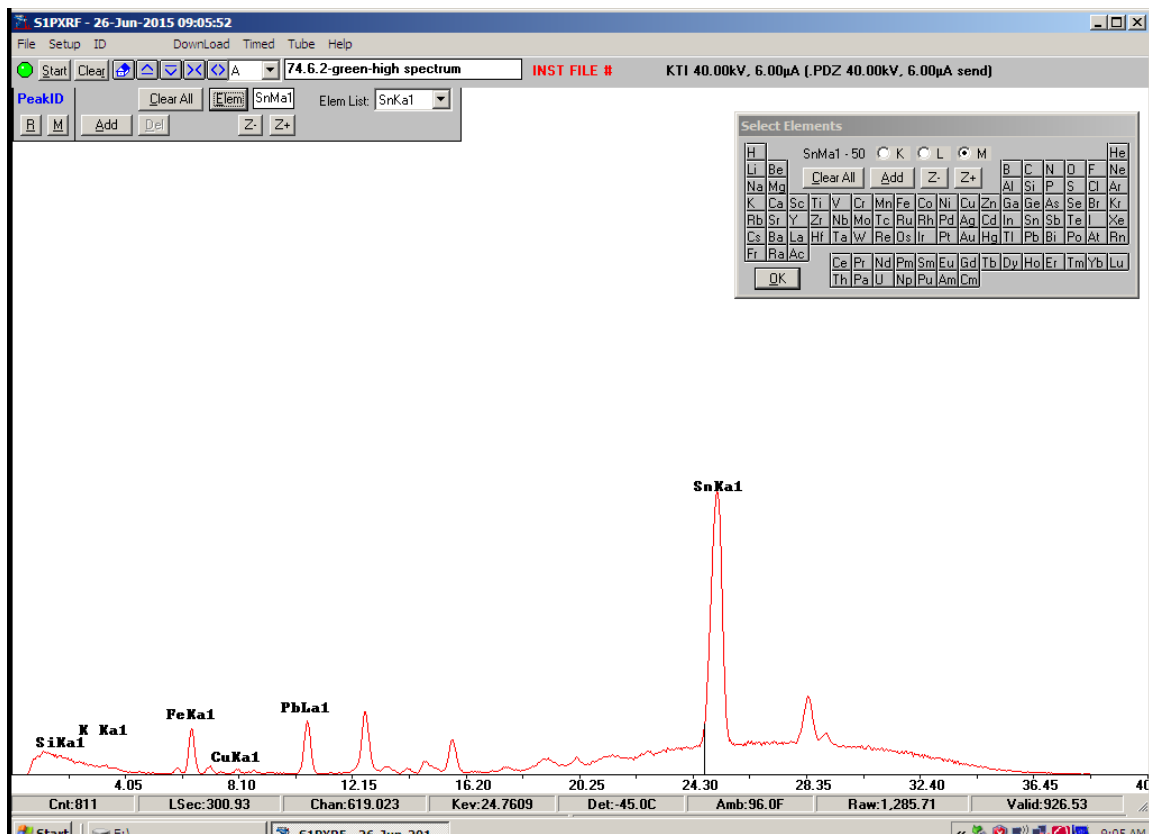 S1PXRF - 26-Jun-2015 09:05:52
File Setup ID DownLoad Timed Tube Help
Start Clear A 74.6.2-green-high spectrum INST FILE # KTI 40.00kV, 6.00µA (.PDZ 40.00kV, 6.00µA send)
PeakID Clear All Elem SnMa1 Elem List: SnKa1
R M Add Del Z- Z+
Select Elements
H SnMa1 - 50 K L M He
Li Be B C N O F Ne
Clear All Add Z- Z+
Na Mg Al Si P S Cl Ar
K Ca Sc Ti V Cr Mn Fe Co Ni Cu Zn Ga Ge As Se Br Kr
Rb Sr Y Zr Nb Mo Tc Ru Rh Pd Ag Cd In Sn Sb Te I Xe
Cs Ba La Hf Ta W Re Os Ir Pt Au Hg Tl Pb Bi Po At Rn
Fr Ra Ac
Ce Pr Nd Pm Sm Eu Gd Tb Dy Ho Er Tm Yb Lu
OK Th Pa U Np Pu Am Cm
SnKa1
PbLa1
FeKa1
K Ka1
SiKa1
CuKa1
4.05 8.10 12.15 16.20 20.25 24.30 28.35 32.40 36.45 40
Cnt:811 LSec:300.93 Chan:619.023 Kev:24.7609 Det:-45.0C Amb:96.0F Raw:1,285.71 Valid:926.53
Start E:\ S1PXRF - 26-Jun-201... 9:05 AM